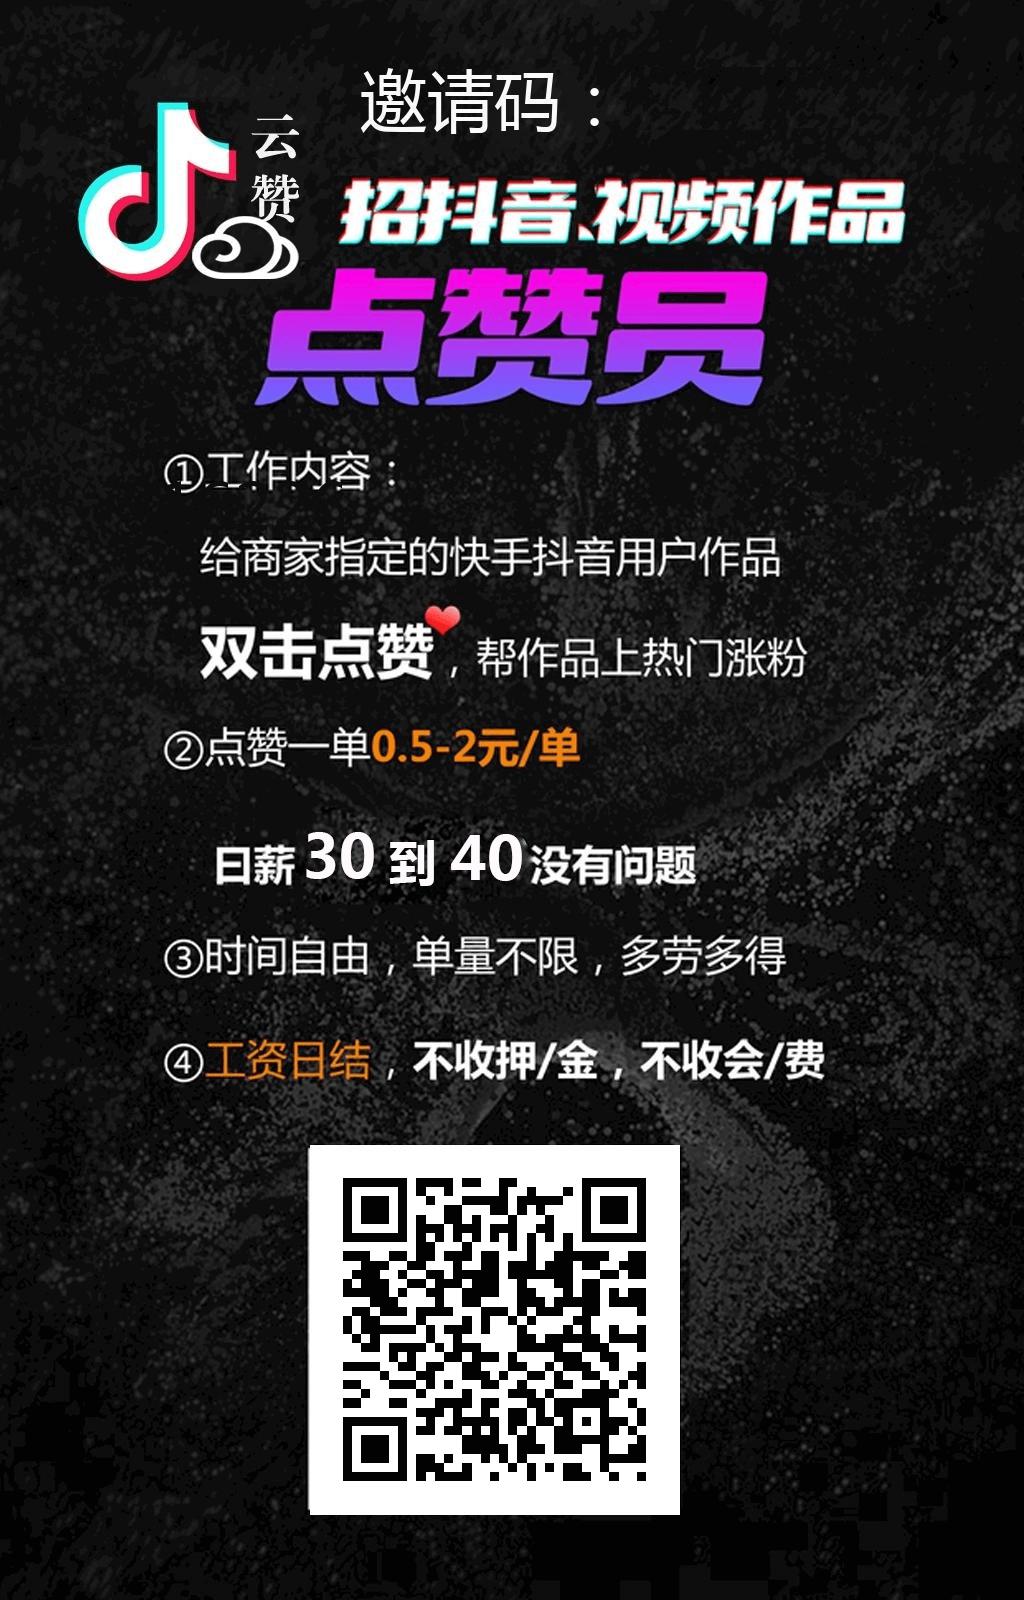 邀请码：
云赞
招抖音、视频作品
点赞员
①工作内容：
给商家指定的快手抖音用户作品
双击点赞，帮作品上热门涨粉
②点赞一单0.5-2元/单
日薪30到40没有问题
③时间自由，单量不限，多劳多得
④工资日结，不收押/金，不收会/费